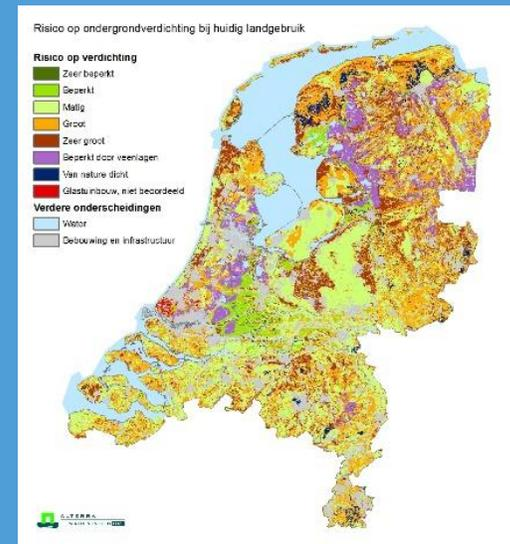 Risico op ondergrondverdichting bij huidig landgebruik
Risico op verdichting
Zeer beperkt
Beperkt
Matig
Groot
Zeer groot
Beperkt door veenlagen
Van nature dicht
Glastuinbouw, niet beoordeeld
Verdere onderscheidingen
Water
Bebouwing en infrastructuur
ALTERRA